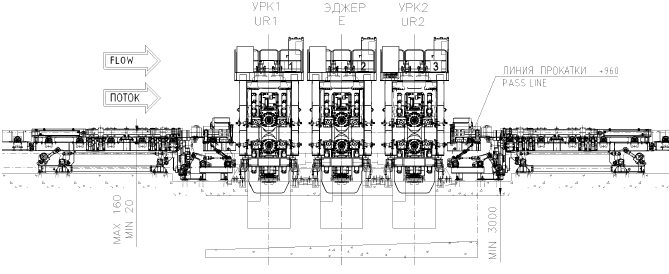 УРК1
UR1
ЭДЖЕР
E
УРК2
UR2
FLOW
ПОТОК
1
2
3
ЛИНИЯ ПРОКАТКИ +960
PASS LINE
MAX 160
MIN 20
MIN 3000